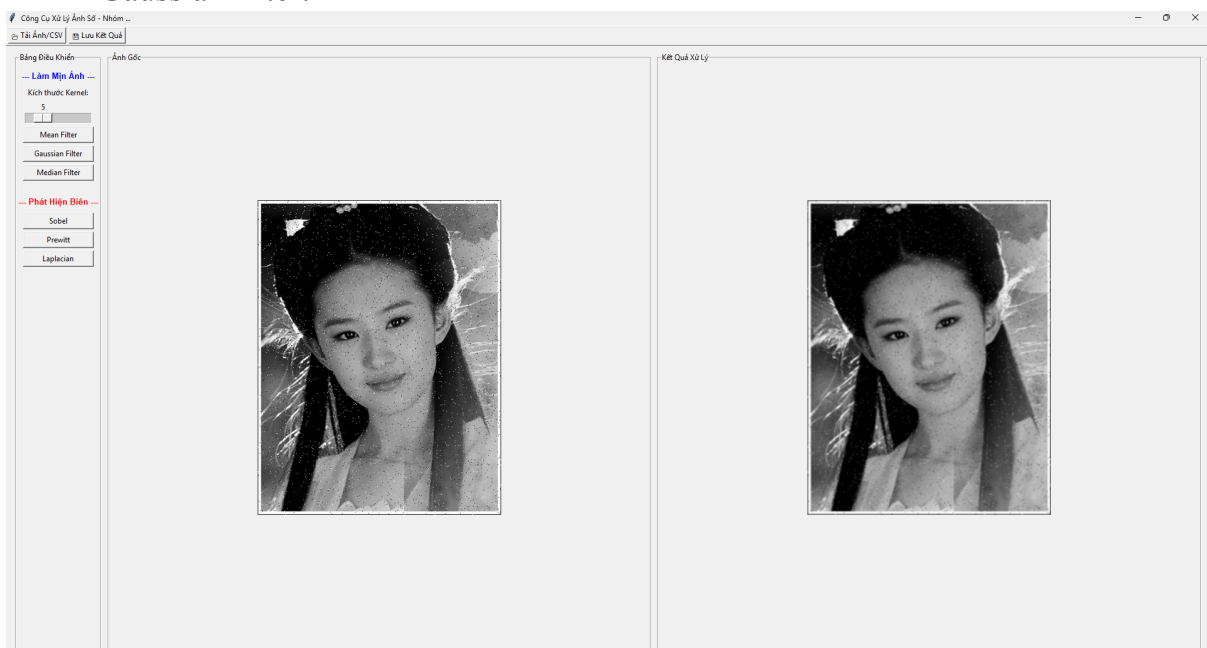 Công Cụ Xử Lý Ảnh Số - Nhóm ...
Tải Ảnh/CSV
Lưu Kết Quả
Bảng Điều Khiển
--- Làm Mịn Ảnh ---
Kích thước Kernel:
5
Mean Filter
Gaussian Filter
Median Filter
--- Phát Hiện Biên ---
Sobel
Prewitt
Laplacian
Ảnh Gốc
Kết Quả Xử Lý